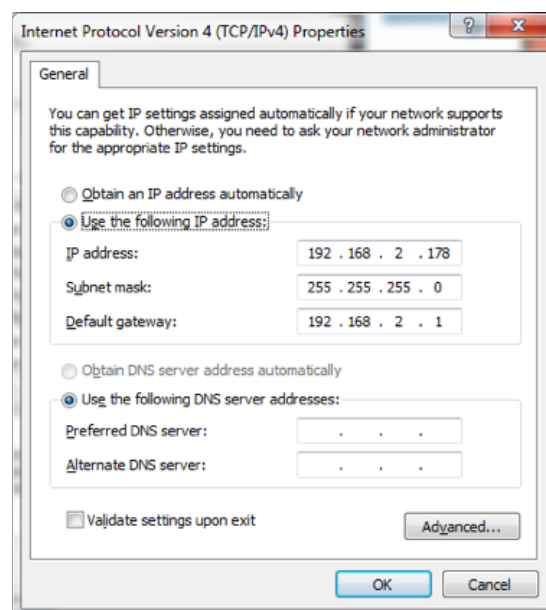 Internet Protocol Version 4 (TCP/IPv4) Properties
General
You can get IP settings assigned automatically if your network supports
this capability. Otherwise, you need to ask your network administrator
for the appropriate IP settings.
Obtain an IP address automatically
Use the following IP address:
IP address: 192 . 168 . 2 . 178
Subnet mask: 255 . 255 . 255 . 0
Default gateway: 192 . 168 . 2 . 1
Obtain DNS server address automatically
Use the following DNS server addresses:
Preferred DNS server: . . .
Alternate DNS server: . . .
Validate settings upon exit
Advanced...
OK Cancel